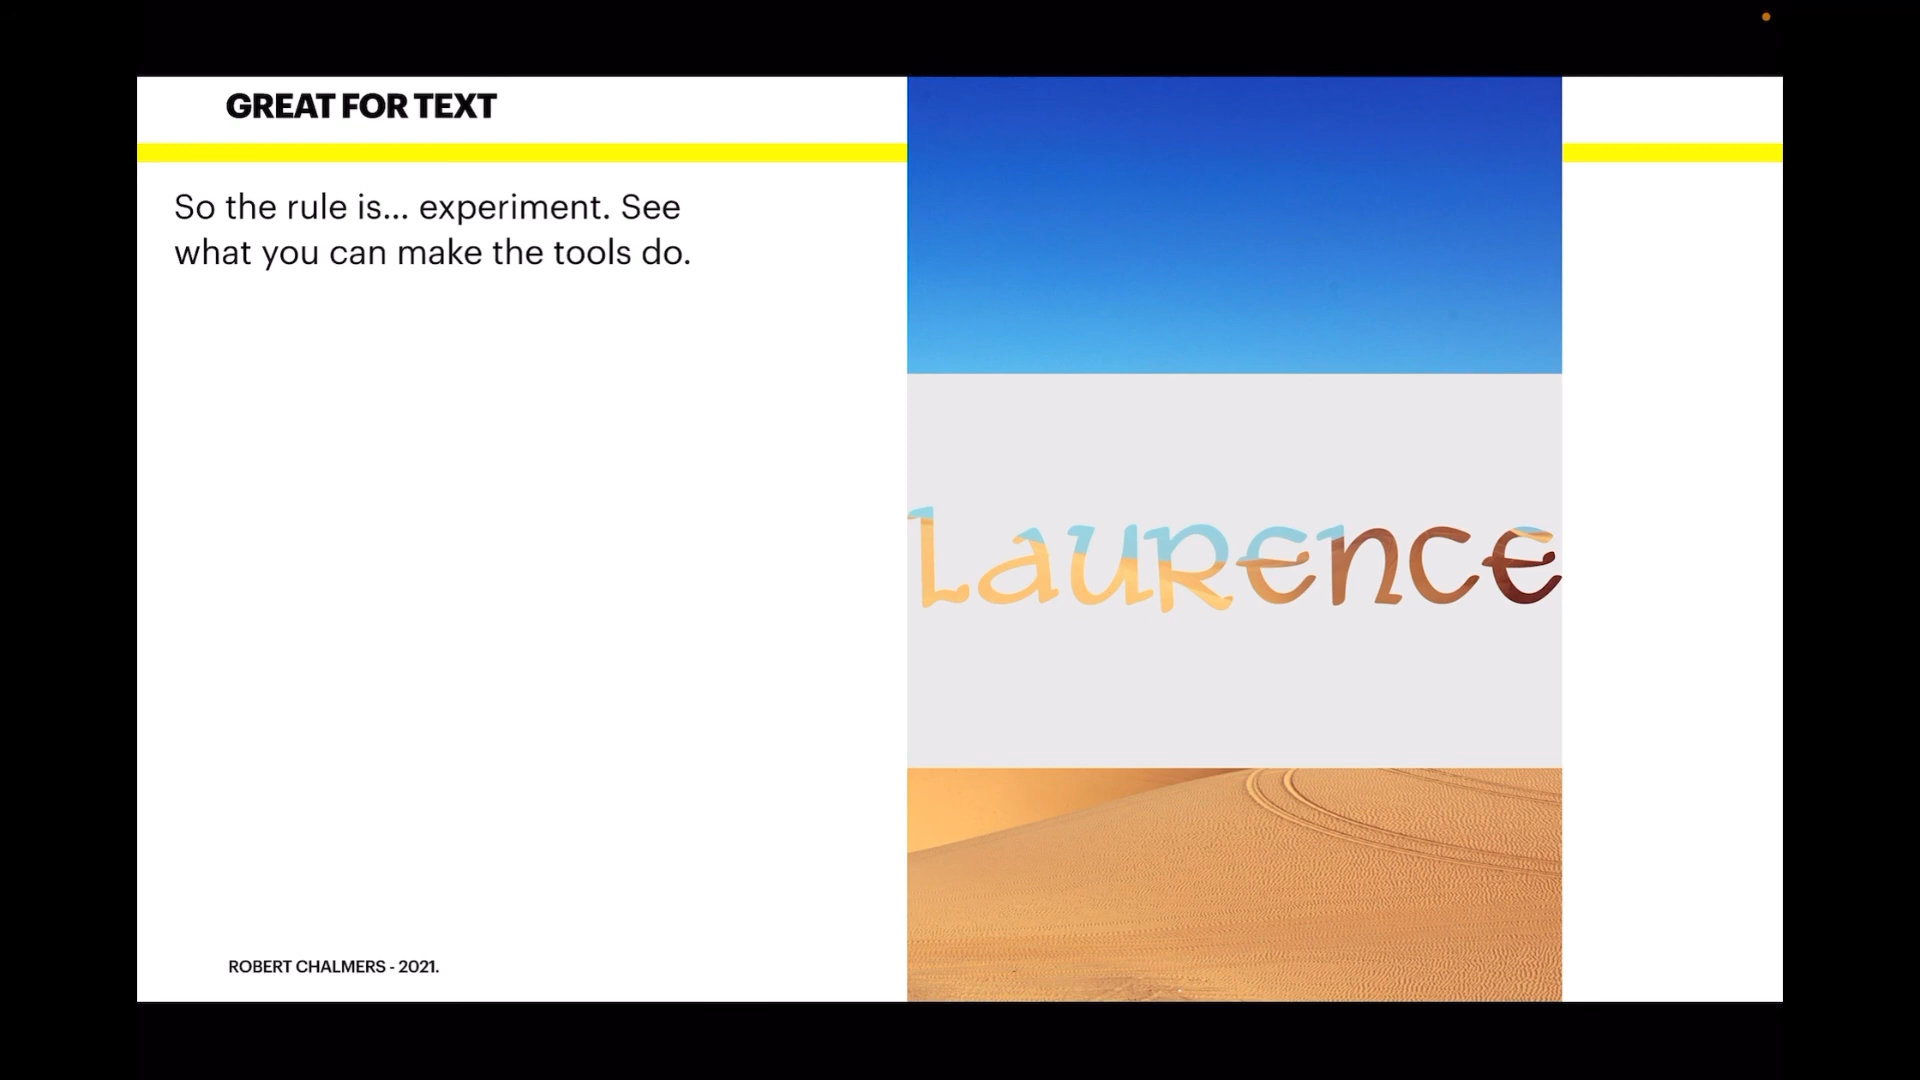 GREAT FOR TEXT
So the rule is... experiment. See
what you can make the tools do.
Laurence
ROBERT CHALMERS - 2021.